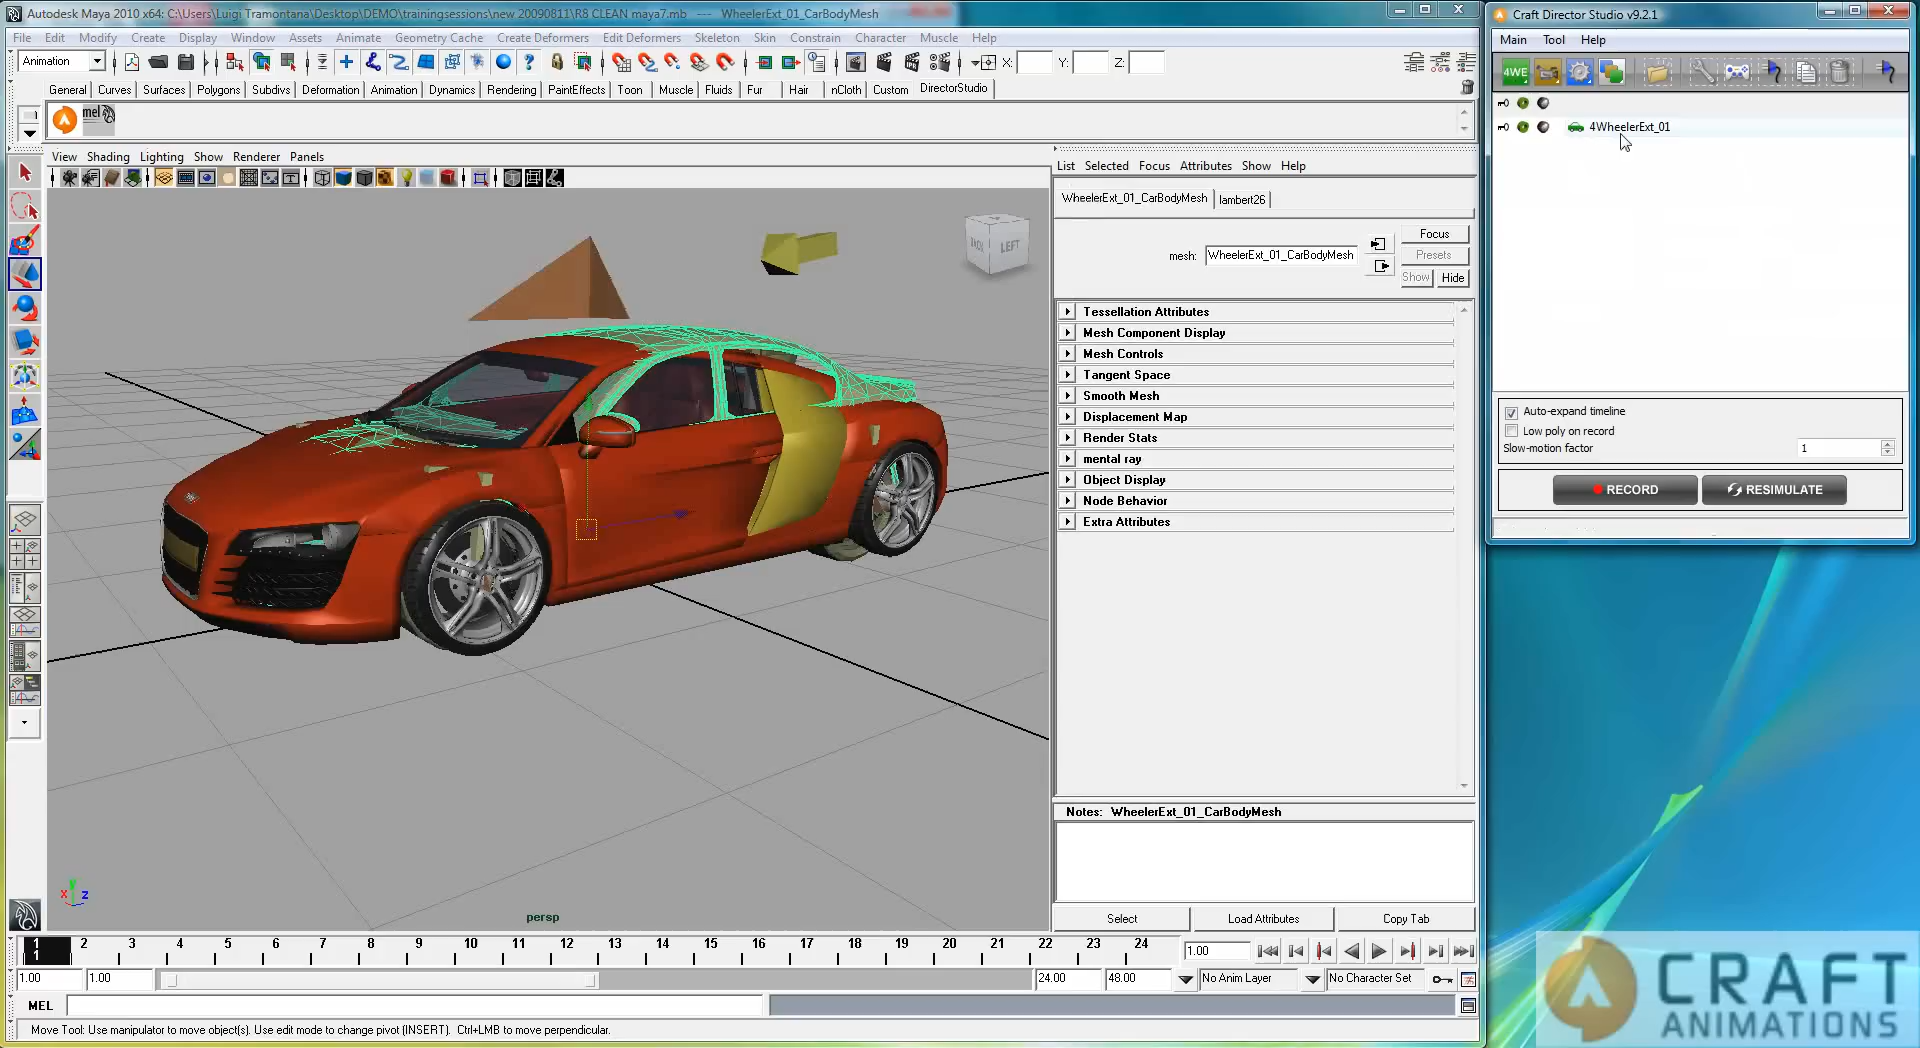 Autodesk Maya 2010 x64: C:\Users\Luigi Tramontana\Desktop\DEMO\trainingsessions\new 20090811\R8 CLEAN maya7.mb --- WheelerExt_01_CarBodyMesh
File Edit Modify Create Display Window Assets Animate Geometry Cache Create Deformers Edit Deformers Skeleton Skin Constrain Character Muscle Help
Animation X: Y: Z:
General Curves Surfaces Polygons Subdivs Deformation Animation Dynamics Rendering PaintEffects Toon Muscle Fluids Fur Hair nCloth Custom DirectorStudio
mel
View Shading Lighting Show Renderer Panels
LEFT
BACK
persp
x y z
List Selected Focus Attributes Show Help
WheelerExt_01_CarBodyMesh lambert26
mesh: WheelerExt_01_CarBodyMesh
Focus
Presets
Show Hide
Tessellation Attributes
Mesh Component Display
Mesh Controls
Tangent Space
Smooth Mesh
Displacement Map
Render Stats
mental ray
Object Display
Node Behavior
Extra Attributes
Notes: WheelerExt_01_CarBodyMesh
Select Load Attributes Copy Tab
1 2 3 4 5 6 7 8 9 10 11 12 13 14 15 16 17 18 19 20 21 22 23 24
1 1.00
1.00 1.00 24.00 48.00 No Anim Layer No Character Set
MEL
Move Tool: Use manipulator to move object(s). Use edit mode to change pivot (INSERT). Ctrl+LMB to move perpendicular.
Craft Director Studio v9.2.1
Main Tool Help
4WE
4WheelerExt_01
Auto-expand timeline
Low poly on record
Slow-motion factor 1
RECORD RESIMULATE
CRAFT
ANIMATIONS